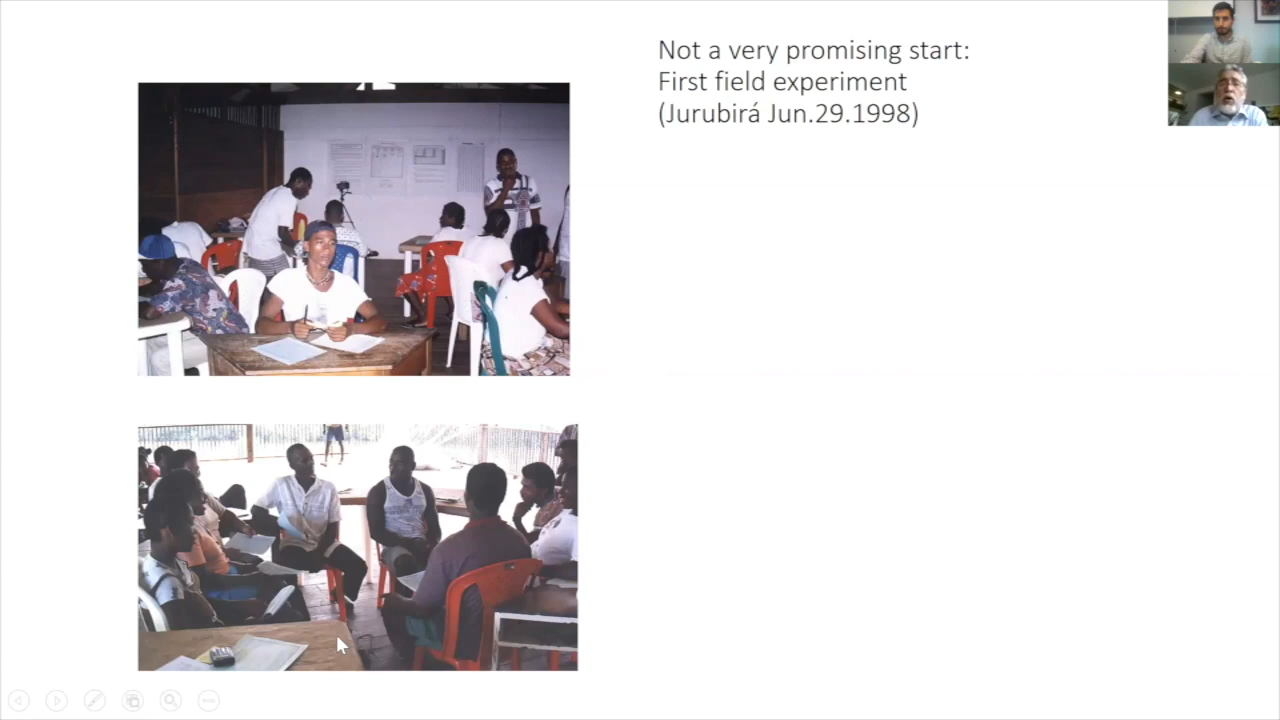 Not a very promising start:
First field experiment
(Jurubirá Jun.29.1998)